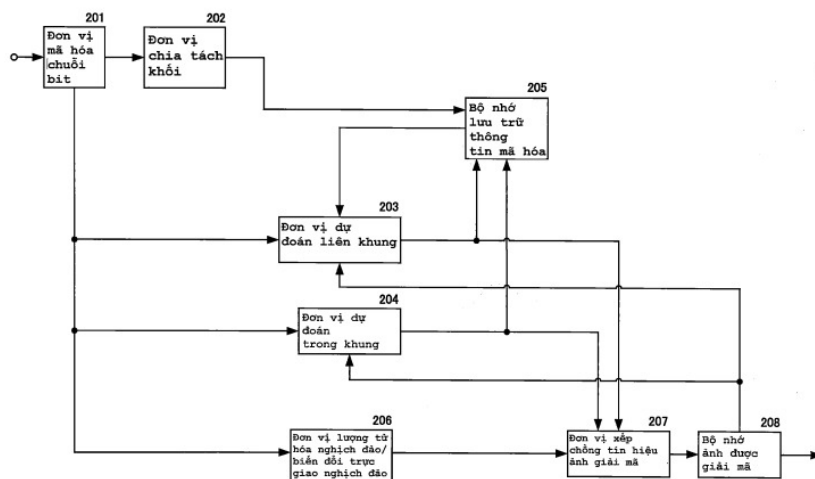 201
Đơn vị
mã hóa
chuỗi
bit
202
Đơn vị
chia tách
khối
205
Bộ nhớ
lưu trữ
thông
tin mã hóa
203
Đơn vị dự
đoán liên khung
204
Đơn vị dự
đoán
trong khung
206
Đơn vị lượng tử
hóa nghịch đảo/
biến đổi trực
giao nghịch đảo
207
Đơn vị xếp
chồng tin hiệu
ảnh giải mã
208
Bộ nhớ
ảnh được
giải mã